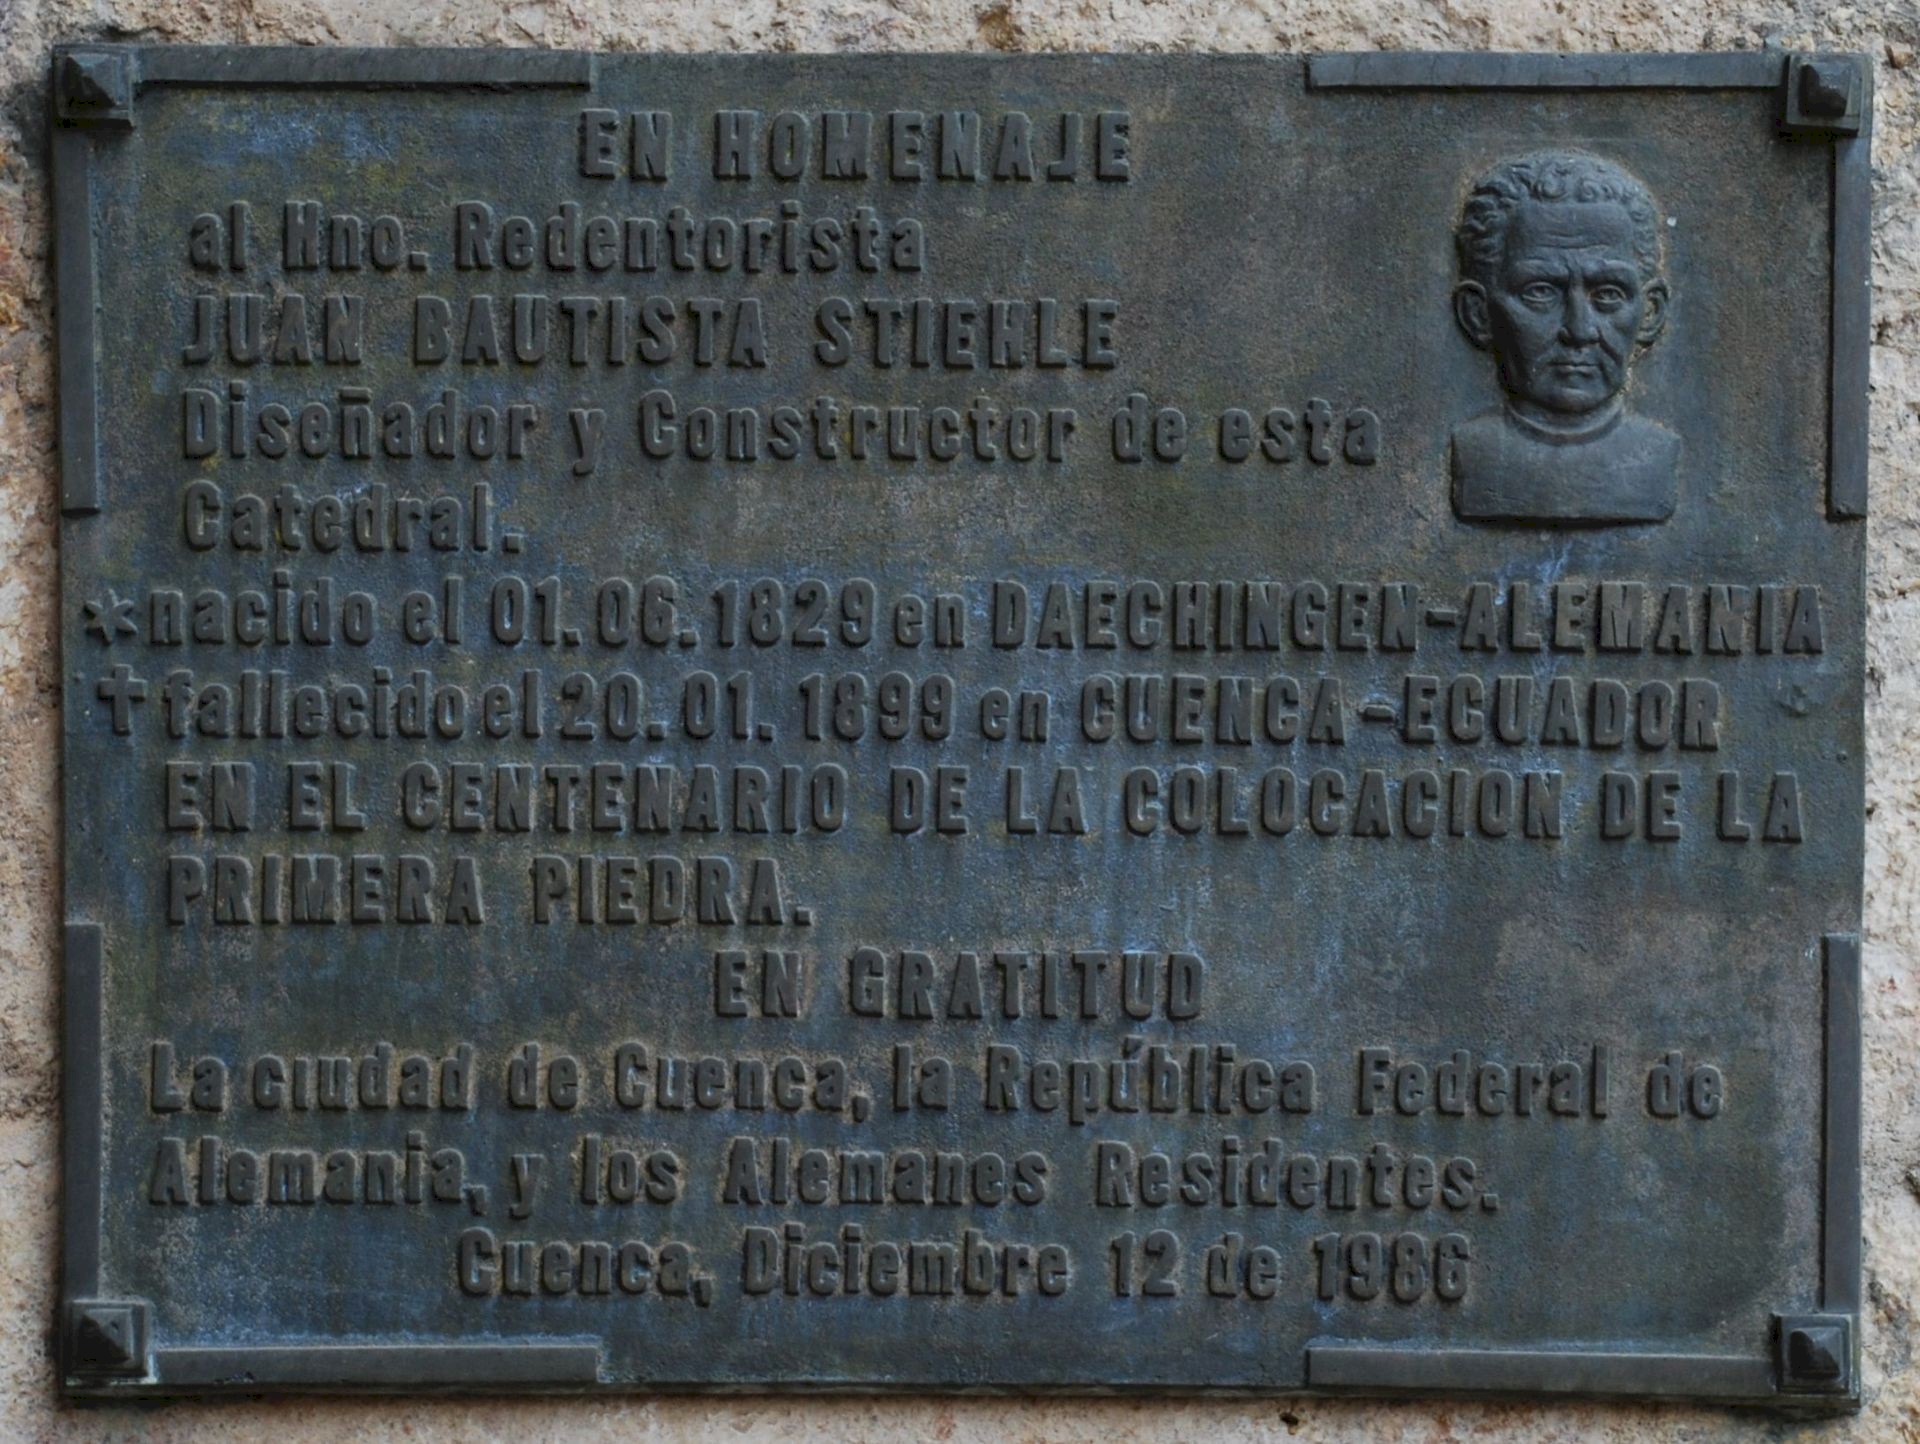 EN HOMENAJE
al Hno. Redentorista
JUAN BAUTISTA STIEHLE
Diseñador y Constructor de esta
Catedral.
*nacido el 01.06.1829 en DAECHINGEN-ALEMANIA
†fallecido el 20.01.1899 en CUENCA-ECUADOR
EN EL CENTENARIO DE LA COLOCACION DE LA
PRIMERA PIEDRA.
EN GRATITUD
La ciudad de Cuenca, la República Federal de
Alemania, y los Alemanes Residentes.
Cuenca, Diciembre 12 de 1986